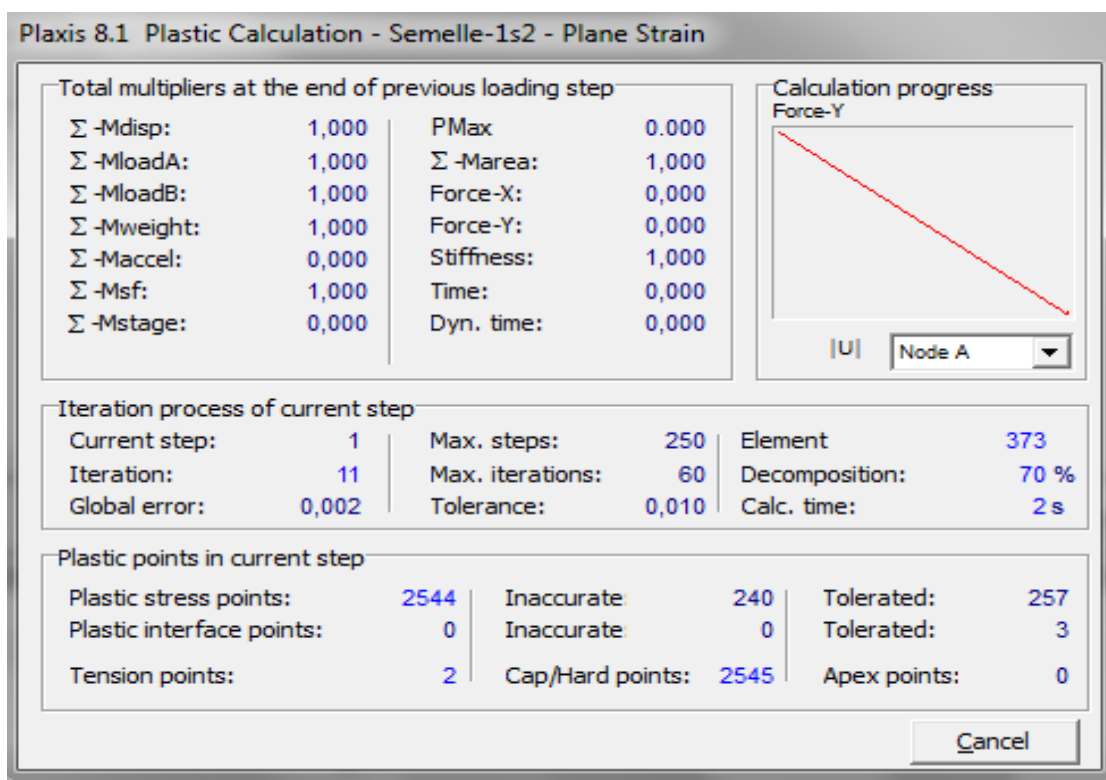 Plaxis 8.1 Plastic Calculation - Semelle-1s2 - Plane Strain
Total multipliers at the end of previous loading step
Σ -Mdisp: 1,000 PMax 0.000
Σ -MloadA: 1,000 Σ -Marea: 1,000
Σ -MloadB: 1,000 Force-X: 0,000
Σ -Mweight: 1,000 Force-Y: 0,000
Σ -Maccel: 0,000 Stiffness: 1,000
Σ -Msf: 1,000 Time: 0,000
Σ -Mstage: 0,000 Dyn. time: 0,000
Calculation progress
Force-Y
|U| Node A
Iteration process of current step
Current step: 1 Max. steps: 250 Element 373
Iteration: 11 Max. iterations: 60 Decomposition: 70 %
Global error: 0,002 Tolerance: 0,010 Calc. time: 2 s
Plastic points in current step
Plastic stress points: 2544 Inaccurate: 240 Tolerated: 257
Plastic interface points: 0 Inaccurate: 0 Tolerated: 3
Tension points: 2 Cap/Hard points: 2545 Apex points: 0
Cancel